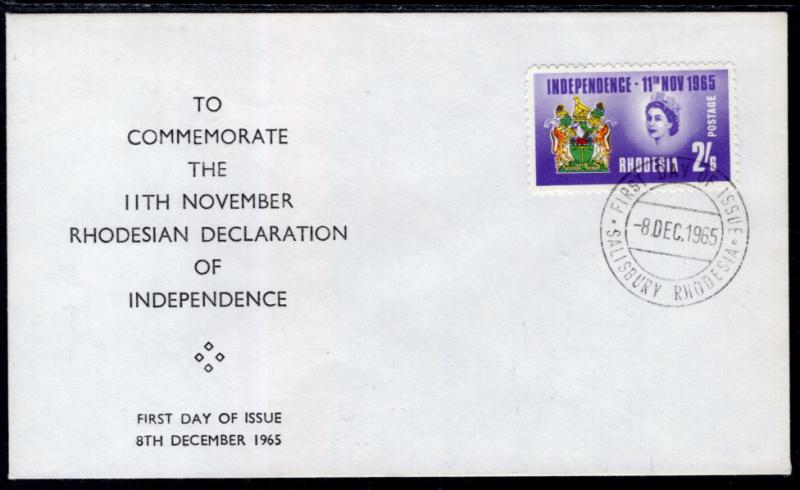 TO
COMMEMORATE
THE
11TH NOVEMBER
RHODESIAN DECLARATION
OF
INDEPENDENCE
FIRST DAY OF ISSUE
8TH DECEMBER 1965
INDEPENDENCE - 11TH NOV 1965
POSTAGE
RHODESIA 2/6
• FIRST DAY OF ISSUE •
-8.DEC.1965
SALISBURY RHODESIA